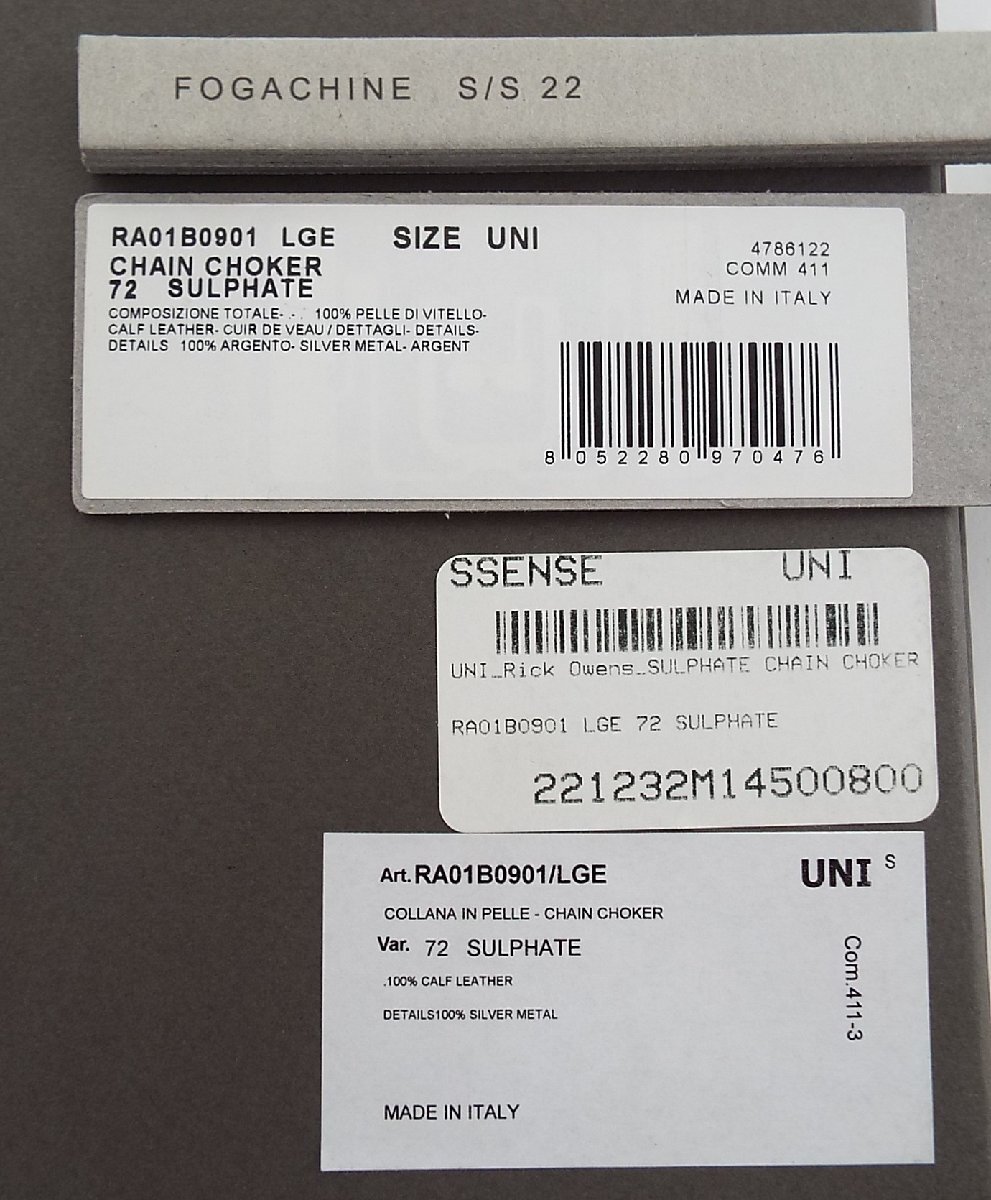 FOGACHINE S/S 22
RA01B0901 LGE SIZE UNI
CHAIN CHOKER
72 SULPHATE
COMPOSIZIONE TOTALE- . - . 100% PELLE DI VITELLO-
CALF LEATHER- CUIR DE VEAU / DETTAGLI- DETAILS-
DETAILS 100% ARGENTO- SILVER METAL- ARGENT
4786122
COMM 411
MADE IN ITALY
8 052280 970476
SSENSE UNI
UNI_Rick Owens_SULPHATE CHAIN CHOKER
RA01B0901 LGE 72 SULPHATE
221232M14500800
Art. RA01B0901/LGE UNI S
COLLANA IN PELLE - CHAIN CHOKER
Var. 72 SULPHATE
.100% CALF LEATHER
DETAILS100% SILVER METAL
Com.411-3
MADE IN ITALY